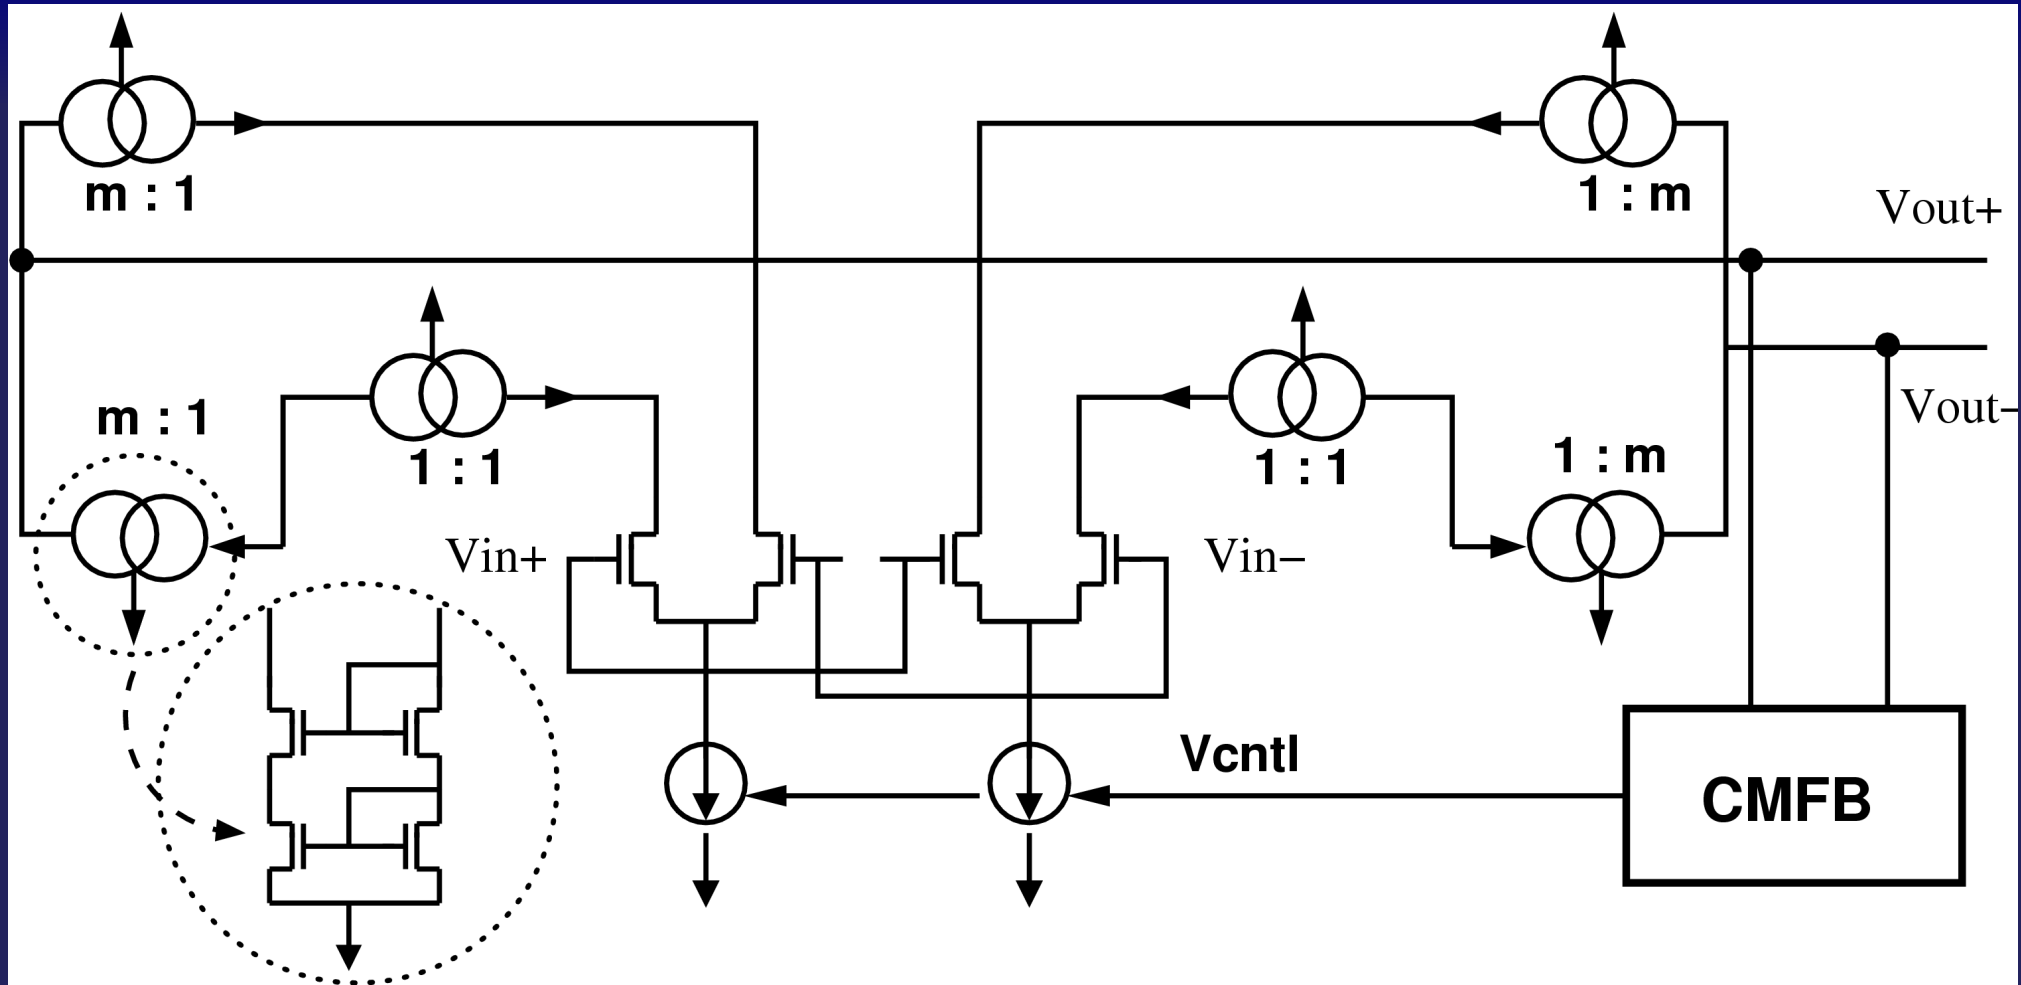 m : 1
1 : m
Vout+
m : 1
1 : 1
1 : 1
1 : m
Vout−
Vin+
Vin−
Vcntl
CMFB